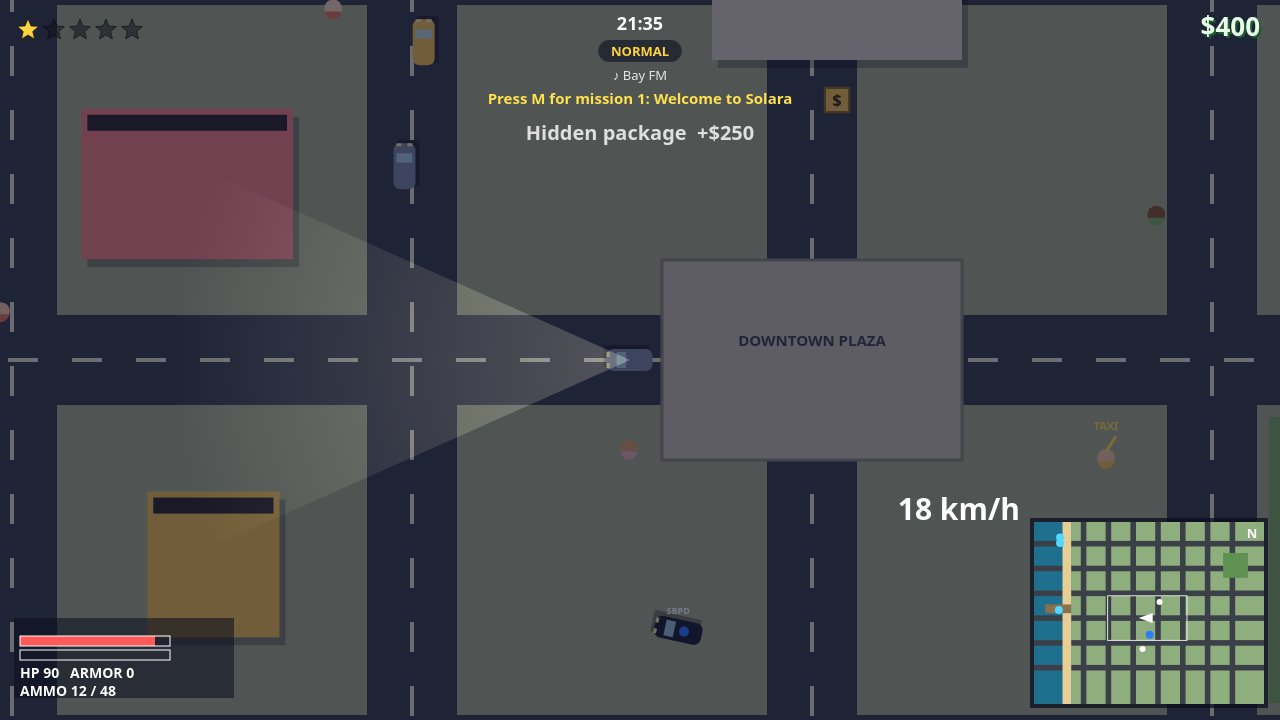 21:35
$400
NORMAL
♪ Bay FM
Press M for mission 1: Welcome to Solara
$
Hidden package +$250
DOWNTOWN PLAZA
TAXI
18 km/h
N
SBPD
HP 90 ARMOR 0
AMMO 12 / 48